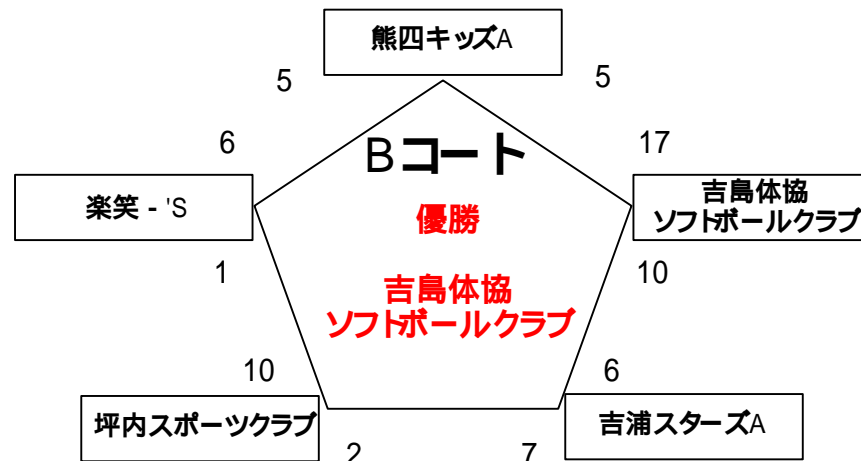 熊四キッズA
5
5
6
17
Bコート
楽笑 - 'S
優勝
吉島体協
ソフトボールクラブ
1
10
吉島体協
ソフトボールクラブ
10
6
坪内スポーツクラブ
吉浦スターズA
2
7